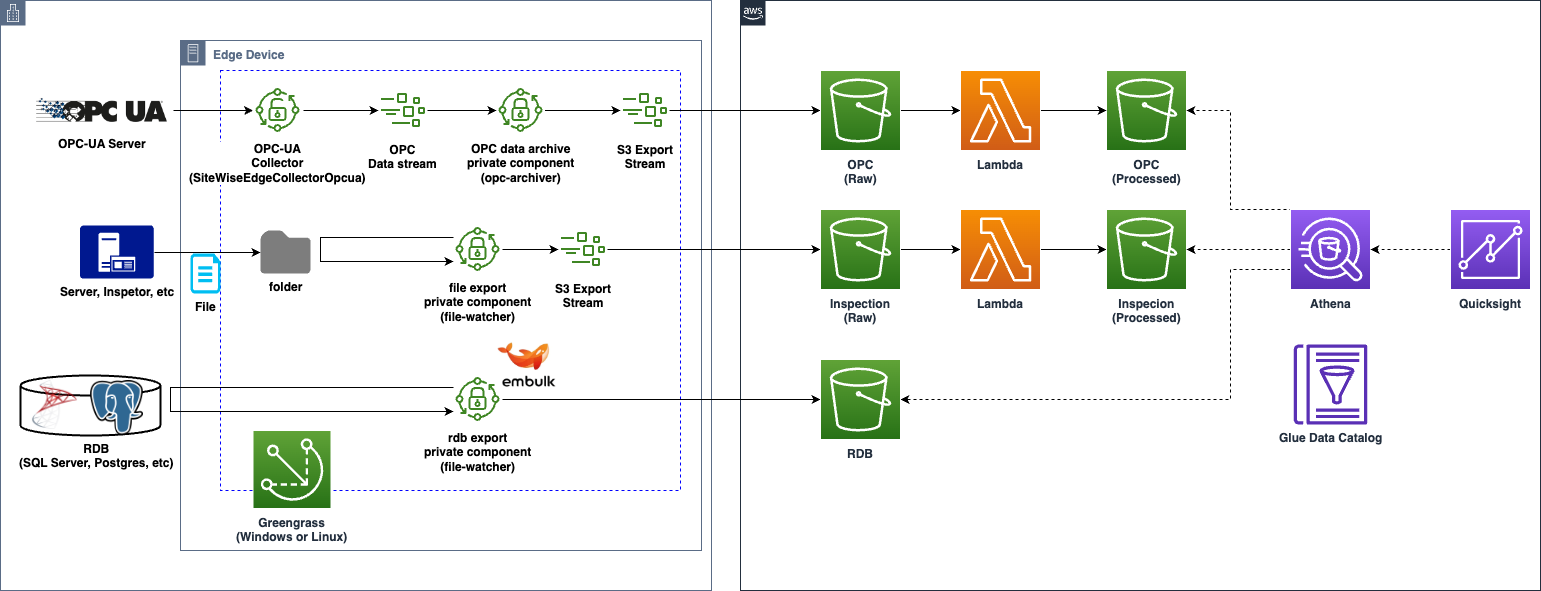 aws
Edge Device
OPC UA
OPC-UA Server
OPC-UA
Collector
(SiteWiseEdgeCollectorOpcua)
OPC
Data stream
OPC data archive
private component
(opc-archiver)
S3 Export
Stream
OPC
(Raw)
Lambda
OPC
(Processed)
Server, Inspetor, etc
File
folder
file export
private component
(file-watcher)
S3 Export
Stream
Inspection
(Raw)
Lambda
Inspecion
(Processed)
Athena
Quicksight
embulk
RDB
(SQL Server, Postgres, etc)
rdb export
private component
(file-watcher)
RDB
Glue Data Catalog
Greengrass
(Windows or Linux)